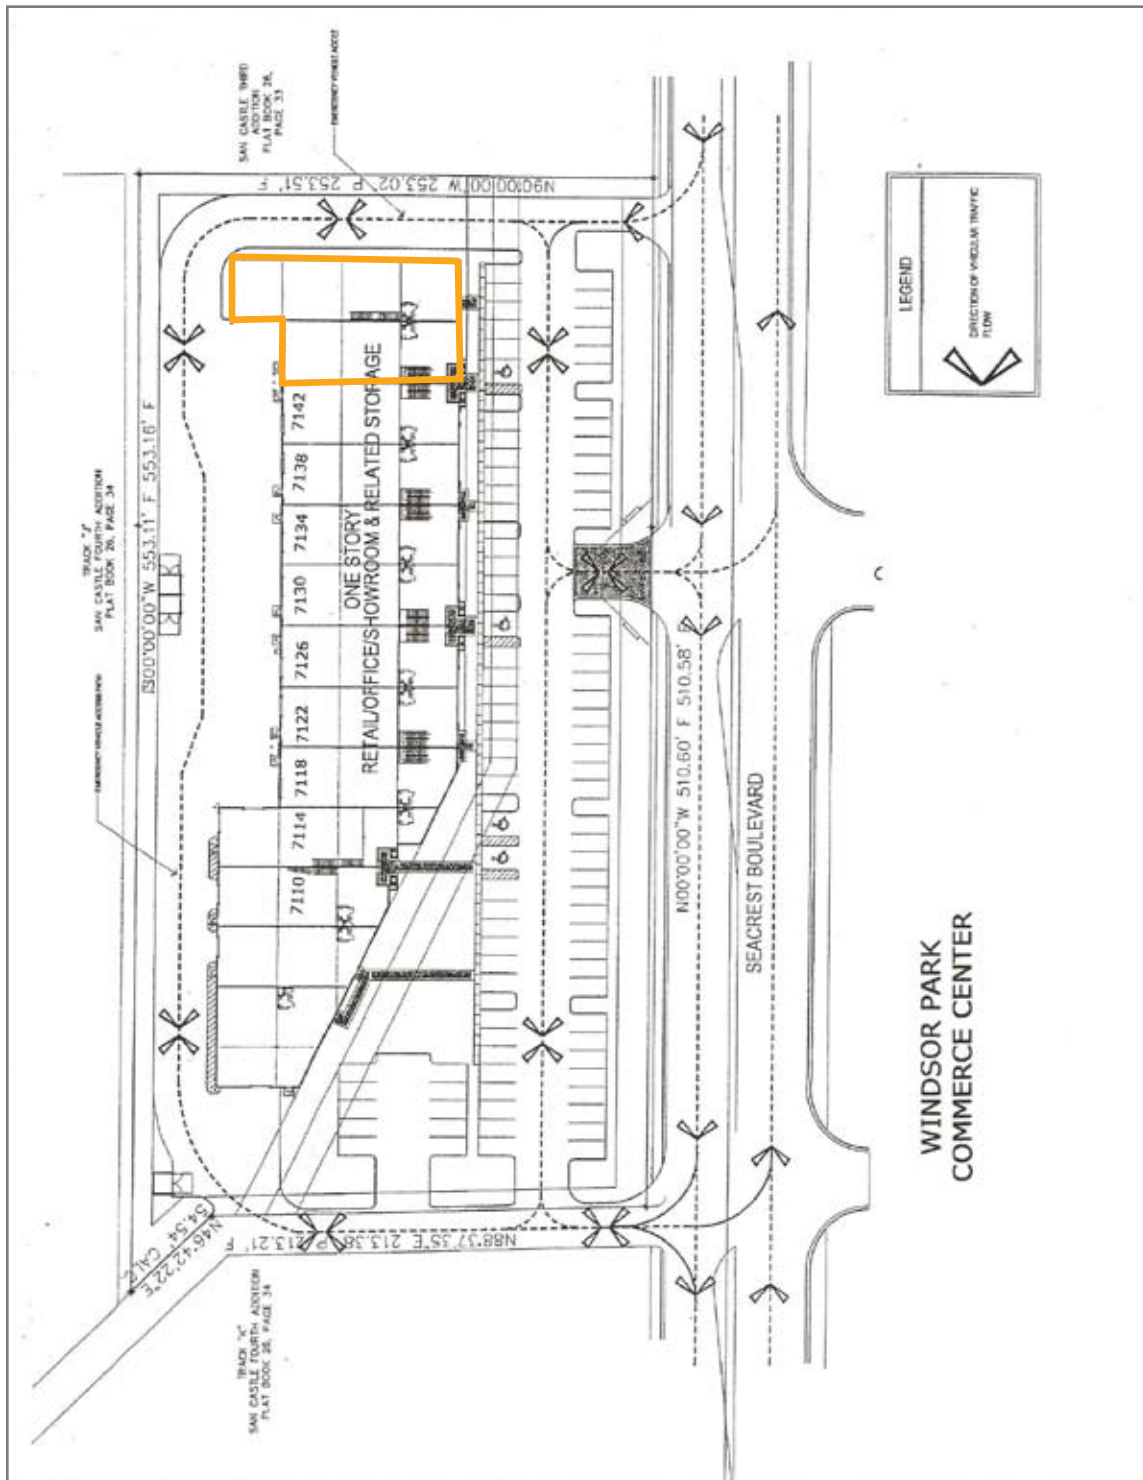 SAN CASTLE THIRD
ADDITION
PLAT BOOK 26,
PAGE 33
N90°00'00"W 253.02' P 253.51' F
TRACK "J"
SAN CASTLE FOURTH ADDITION
PLAT BOOK 26, PAGE 34
S00°00'00"W 553.11' F 553.16' F
7142
7138
7134
7130
7126
7122
7118
7114
7110
ONE STORY
RETAIL/OFFICE/SHOWROOM & RELATED STORAGE
N00°00'00"W 510.60' F 510.58'
SEACREST BOULEVARD
LEGEND
DIRECTION OF VEHICULAR TRAFFIC
FLOW
N46°42'22"E
54.54' CALC.
N88°37'35"E 213.38' P 213.21' F
TRACK "K"
SAN CASTLE FOURTH ADDITION
PLAT BOOK 26, PAGE 34
WINDSOR PARK
COMMERCE CENTER